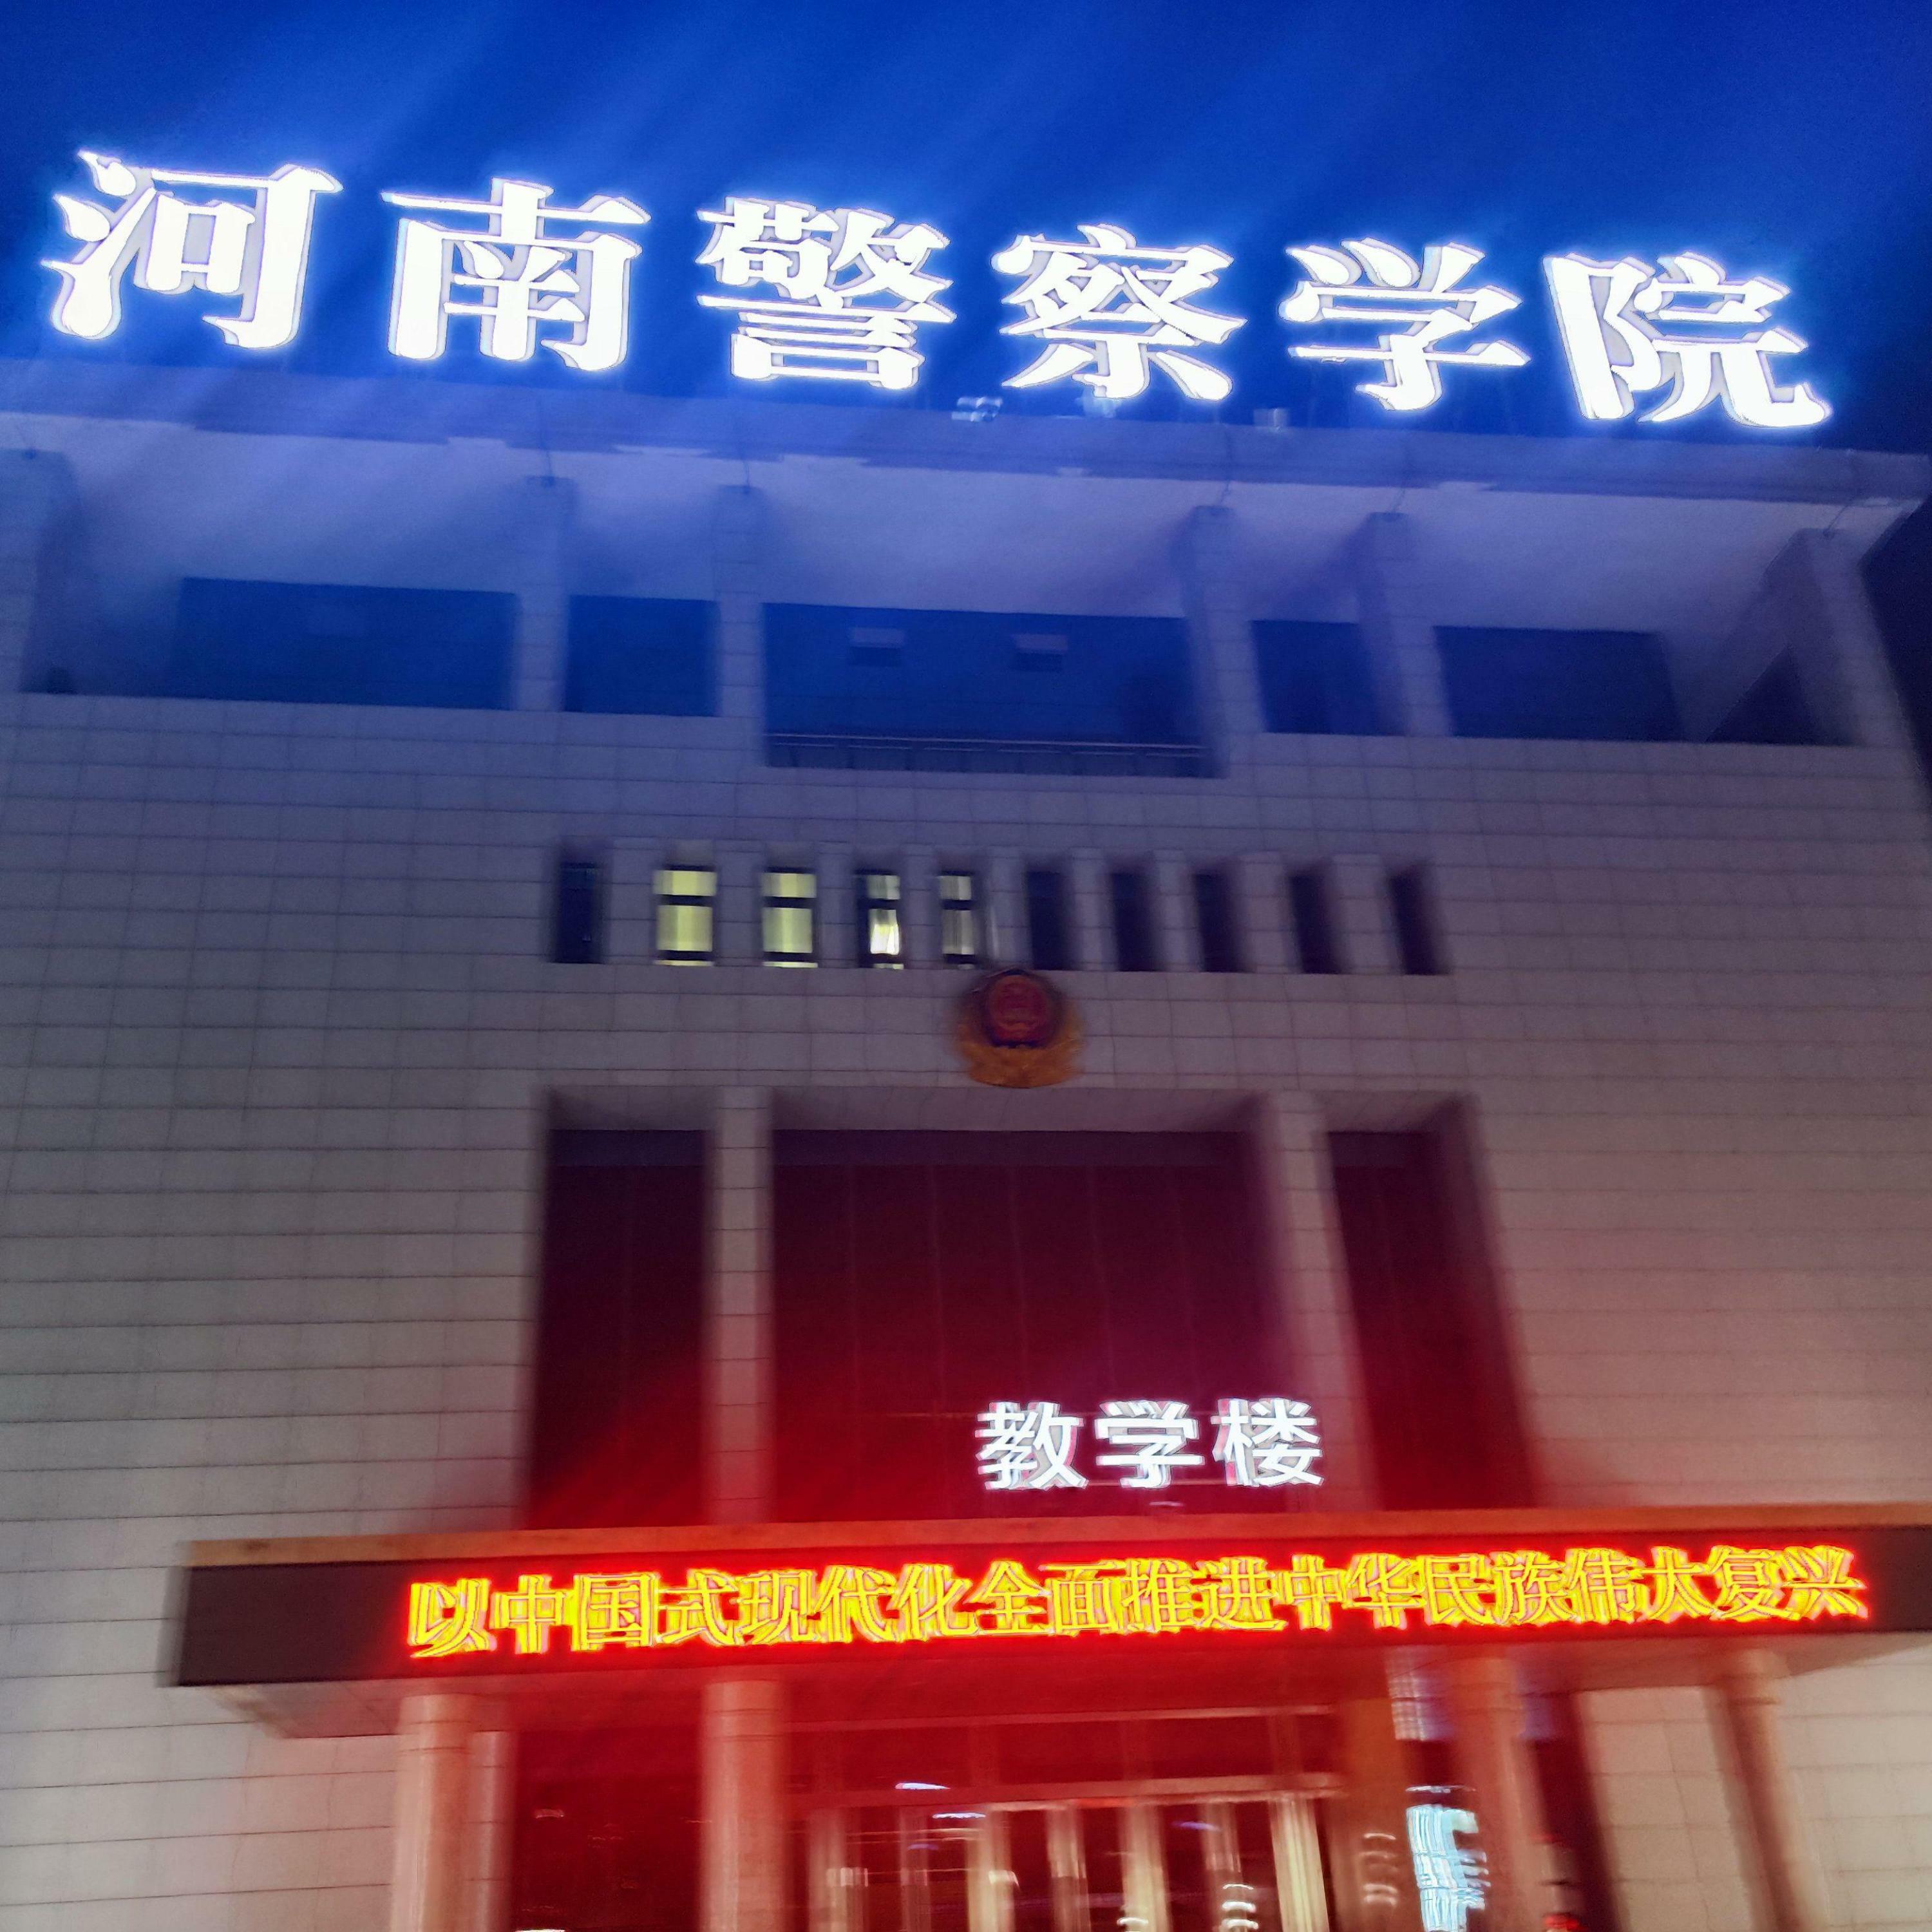 河南警察学院
教学楼
以中国式现代化全面推进中华民族伟大复兴